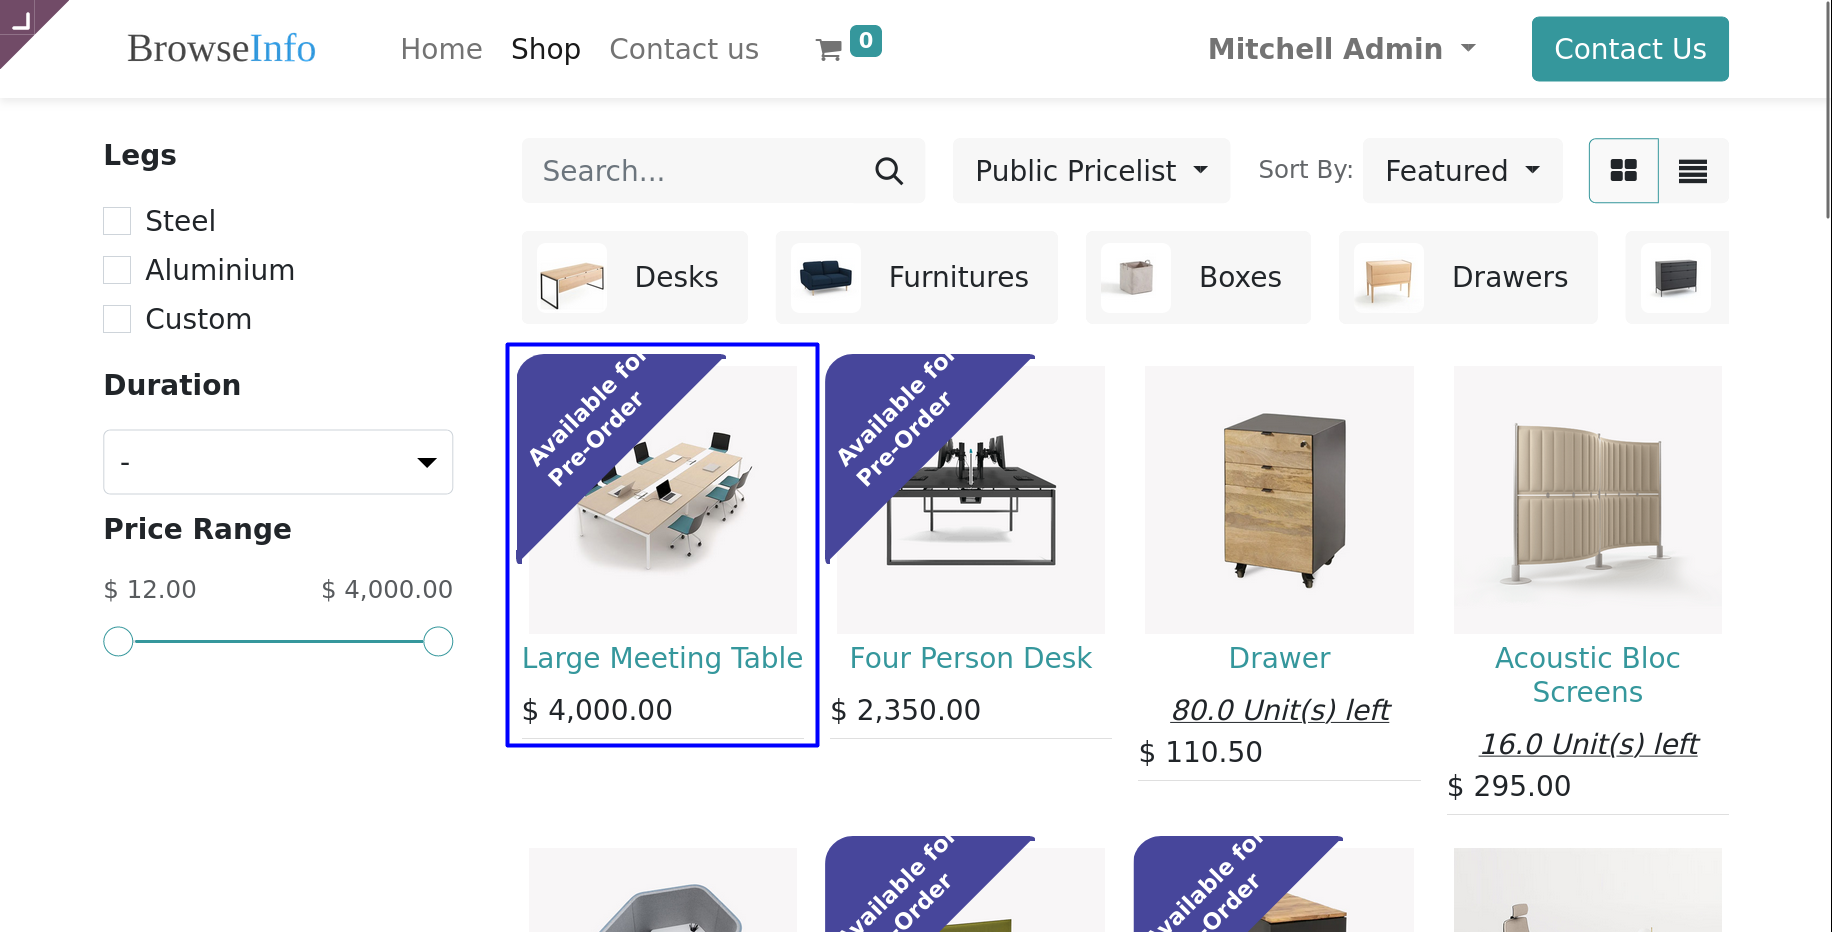 BrowseInfo Home Shop Contact us 0 Mitchell Admin Contact Us
Legs
Steel
Aluminium
Custom
Duration
-
Price Range
$ 12.00 $ 4,000.00
Search... Public Pricelist Sort By: Featured
Desks Furnitures Boxes Drawers
Available for
Pre-Order
Large Meeting Table
$ 4,000.00
Available for
Pre-Order
Four Person Desk
$ 2,350.00
Drawer
80.0 Unit(s) left
$ 110.50
Acoustic Bloc
Screens
16.0 Unit(s) left
$ 295.00
Available for
-Order
Available for
-Order